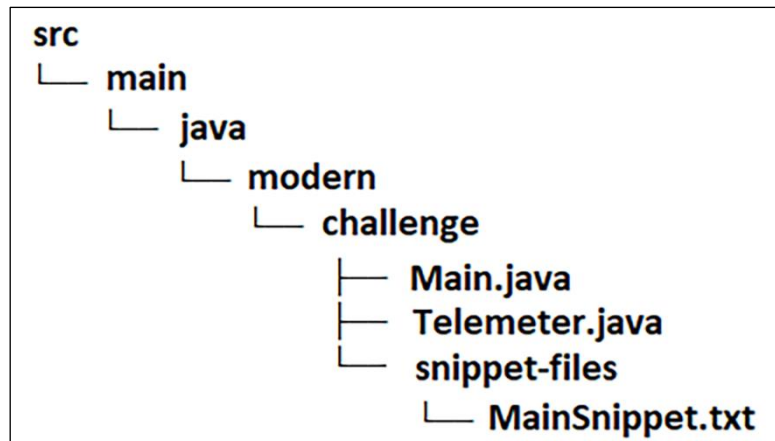 src
└── main
└── java
└── modern
└── challenge
├── Main.java
├── Telemeter.java
└── snippet-files
└── MainSnippet.txt